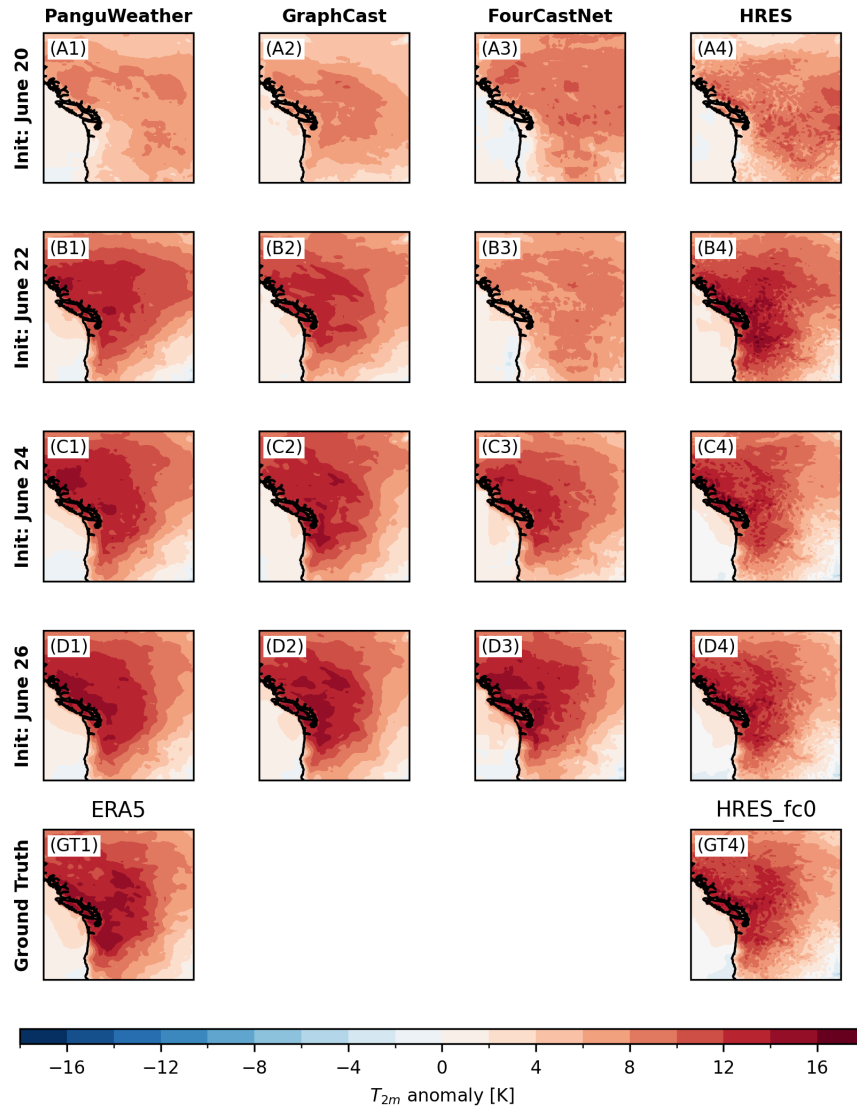 PanguWeather GraphCast FourCastNet HRES
Init: June 20
(A1) (A2) (A3) (A4)
Init: June 22
(B1) (B2) (B3) (B4)
Init: June 24
(C1) (C2) (C3) (C4)
Init: June 26
(D1) (D2) (D3) (D4)
ERA5 HRES_fc0
Ground Truth
(GT1) (GT4)
−16 −12 −8 −4 0 4 8 12 16
T2m anomaly [K]